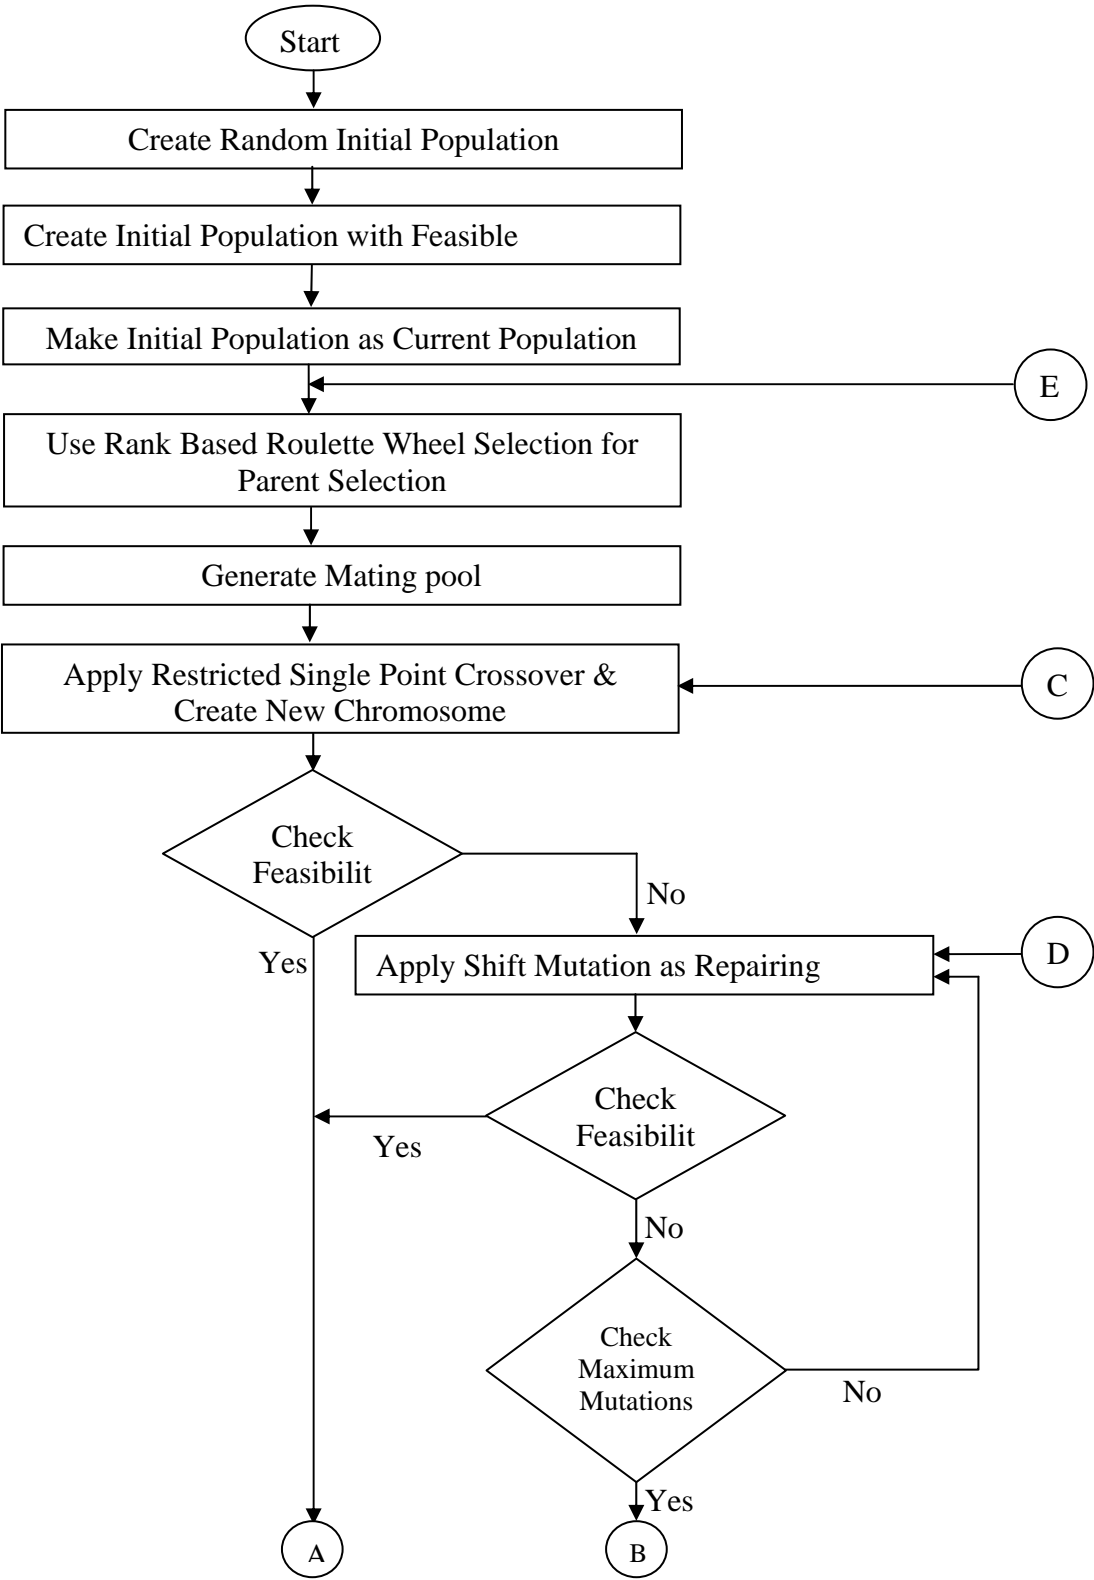 Start
Create Random Initial Population
Create Initial Population with Feasible
Make Initial Population as Current Population
E
Use Rank Based Roulette Wheel Selection for
Parent Selection
Generate Mating pool
Apply Restricted Single Point Crossover &
Create New Chromosome
C
Check
Feasibilit
No
Yes
Apply Shift Mutation as Repairing
D
Check
Feasibilit
Yes
No
Check
Maximum
Mutations
No
Yes
A
B